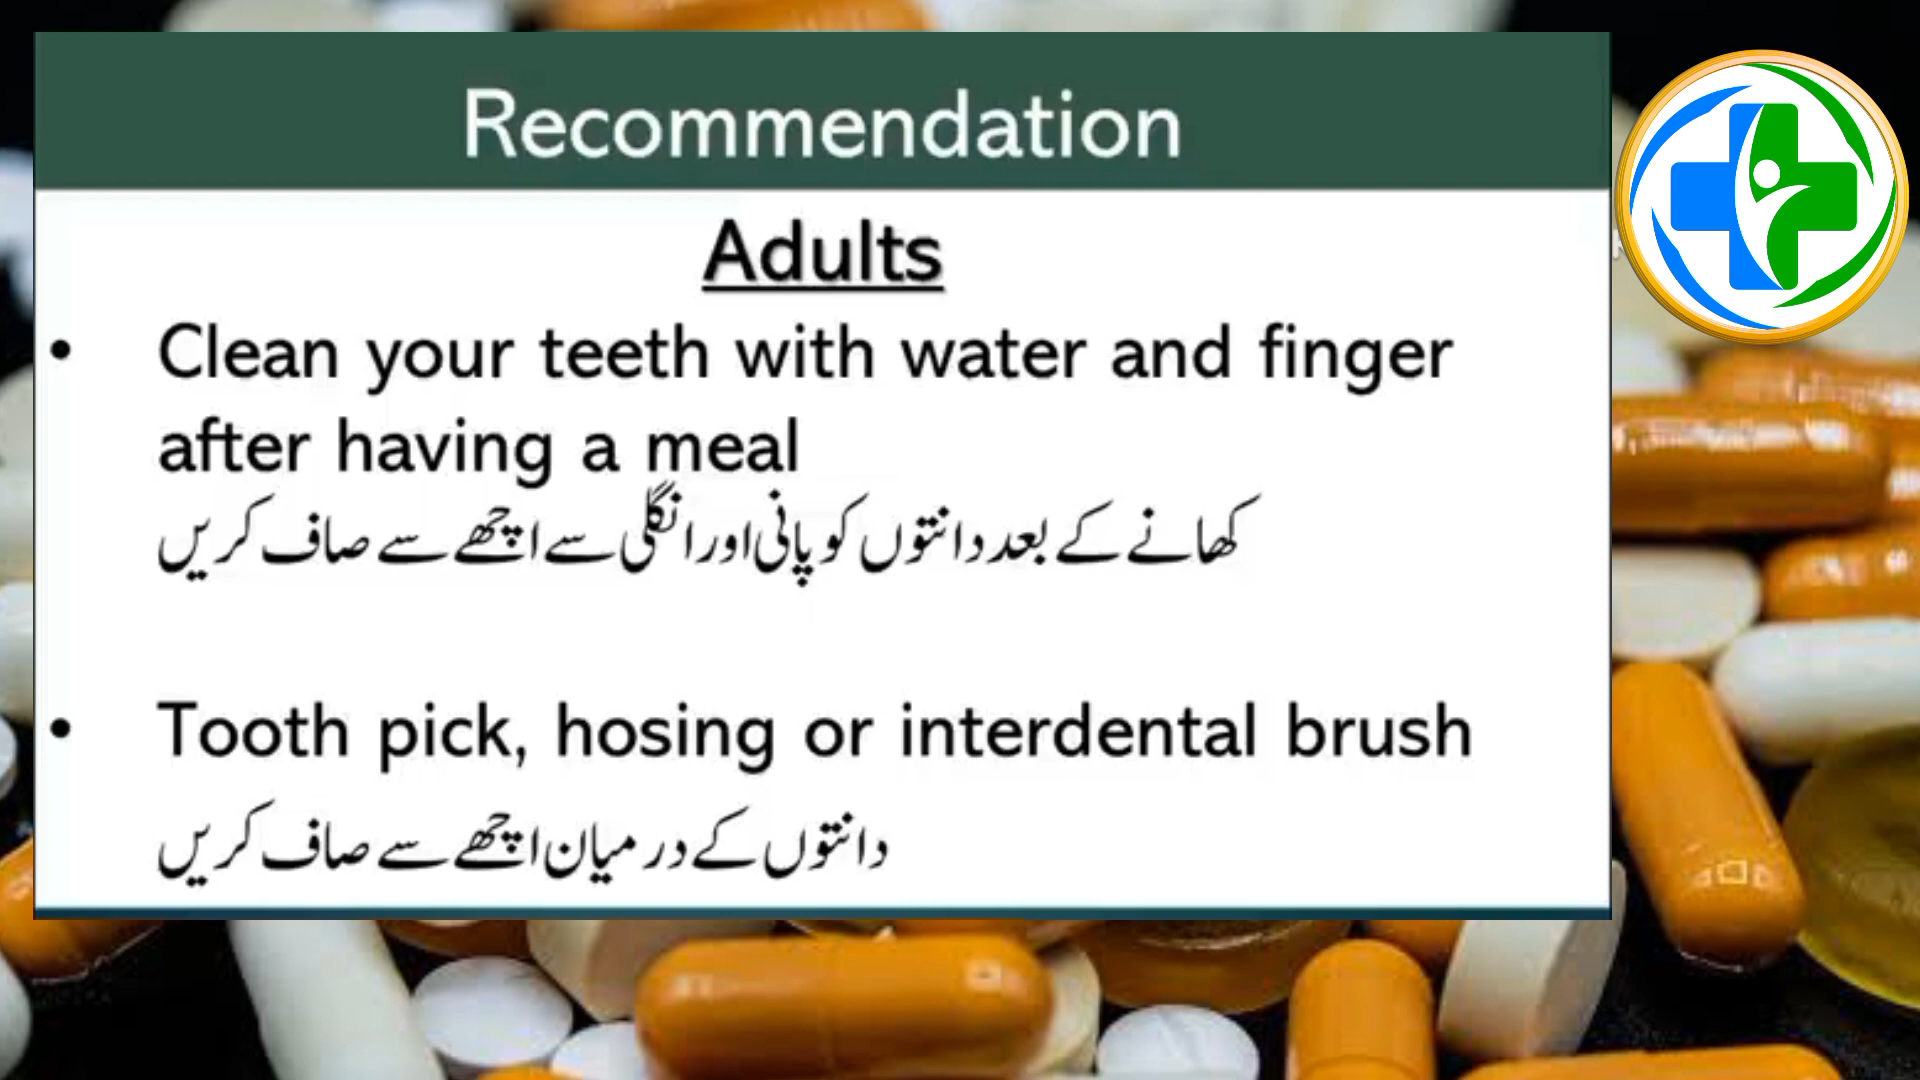 Recommendation
Adults
• Clean your teeth with water and finger
after having a meal
کھانے کے بعد دانتوں کو پانی اور انگلی سے اچھے سے صاف کریں
• Tooth pick, hosing or interdental brush
دانتوں کے درمیان اچھے سے صاف کریں